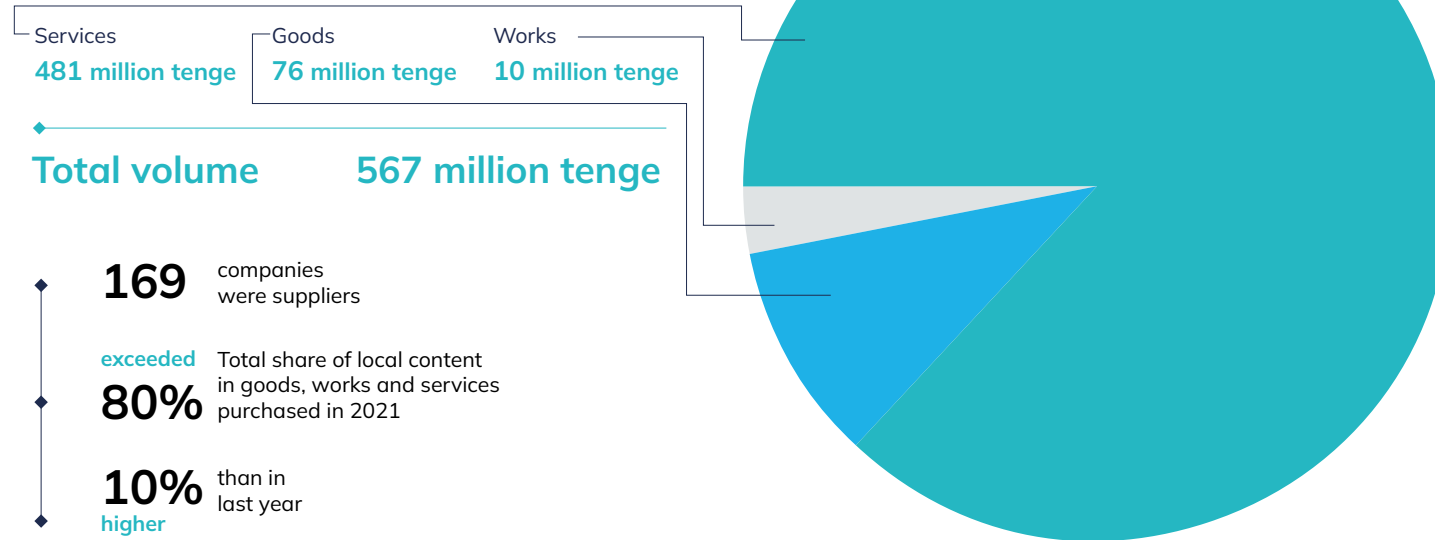 Services
481 million tenge
Goods
76 million tenge
Works
10 million tenge
Total volume 567 million tenge
169
companies
were suppliers
exceeded
80%
Total share of local content
in goods, works and services
purchased in 2021
10%
higher
than in
last year